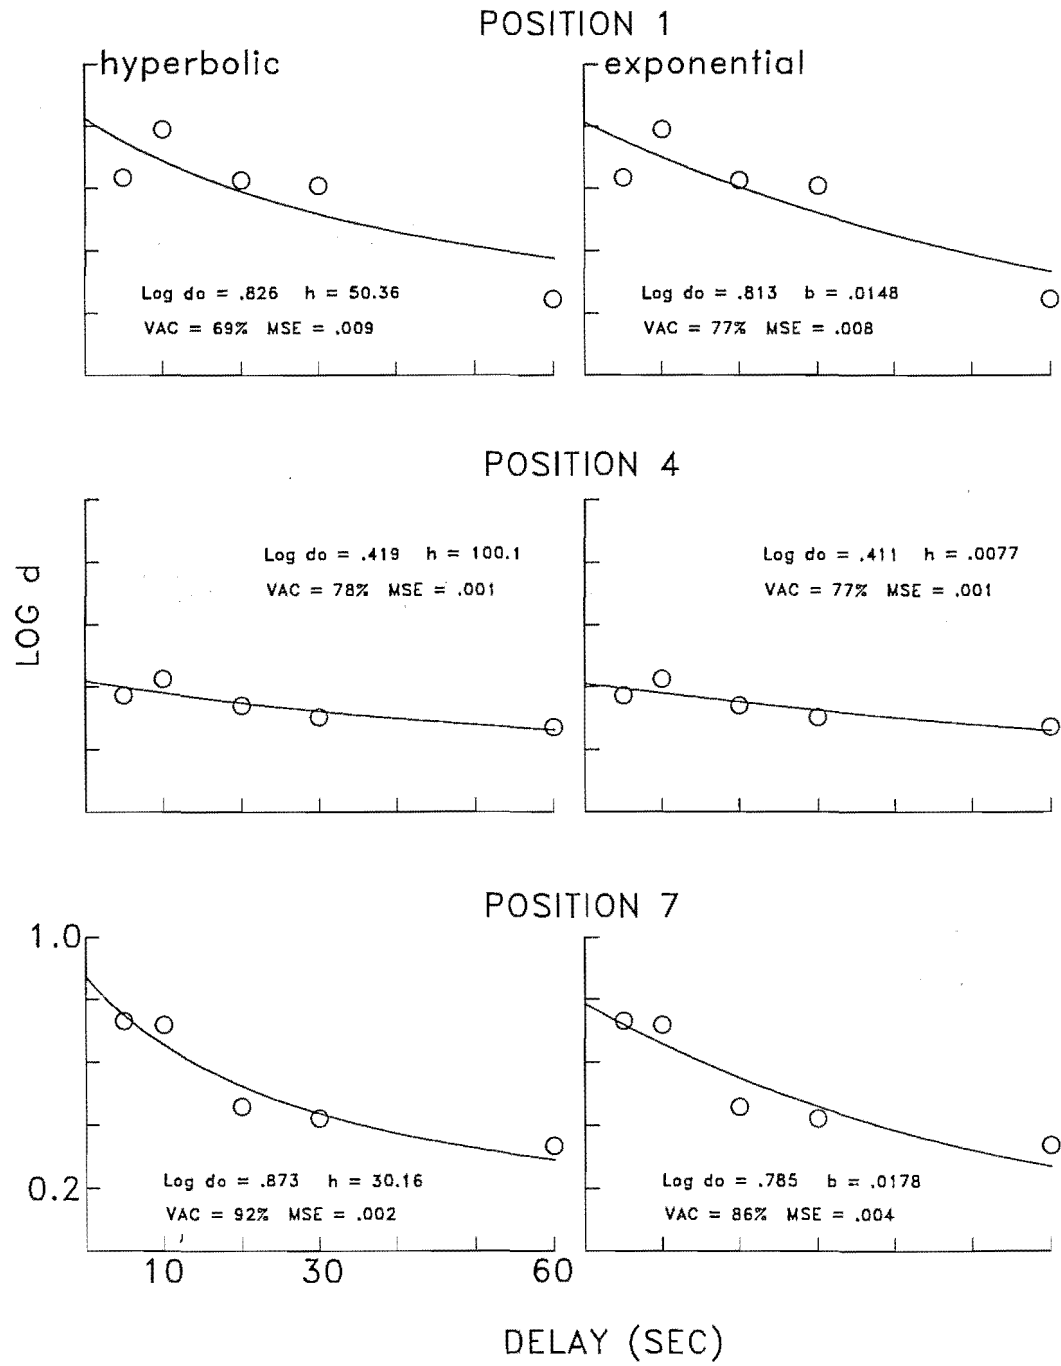 POSITION 1
hyperbolic
exponential
Log do = .826 h = 50.36
VAC = 69% MSE = .009
Log do = .813 b = .0148
VAC = 77% MSE = .008
POSITION 4
Log do = .419 h = 100.1
VAC = 78% MSE = .001
Log do = .411 h = .0077
VAC = 77% MSE = .001
LOG d
POSITION 7
1.0
0.2
Log do = .873 h = 30.16
VAC = 92% MSE = .002
Log do = .785 b = .0178
VAC = 86% MSE = .004
10 30 60
DELAY (SEC)